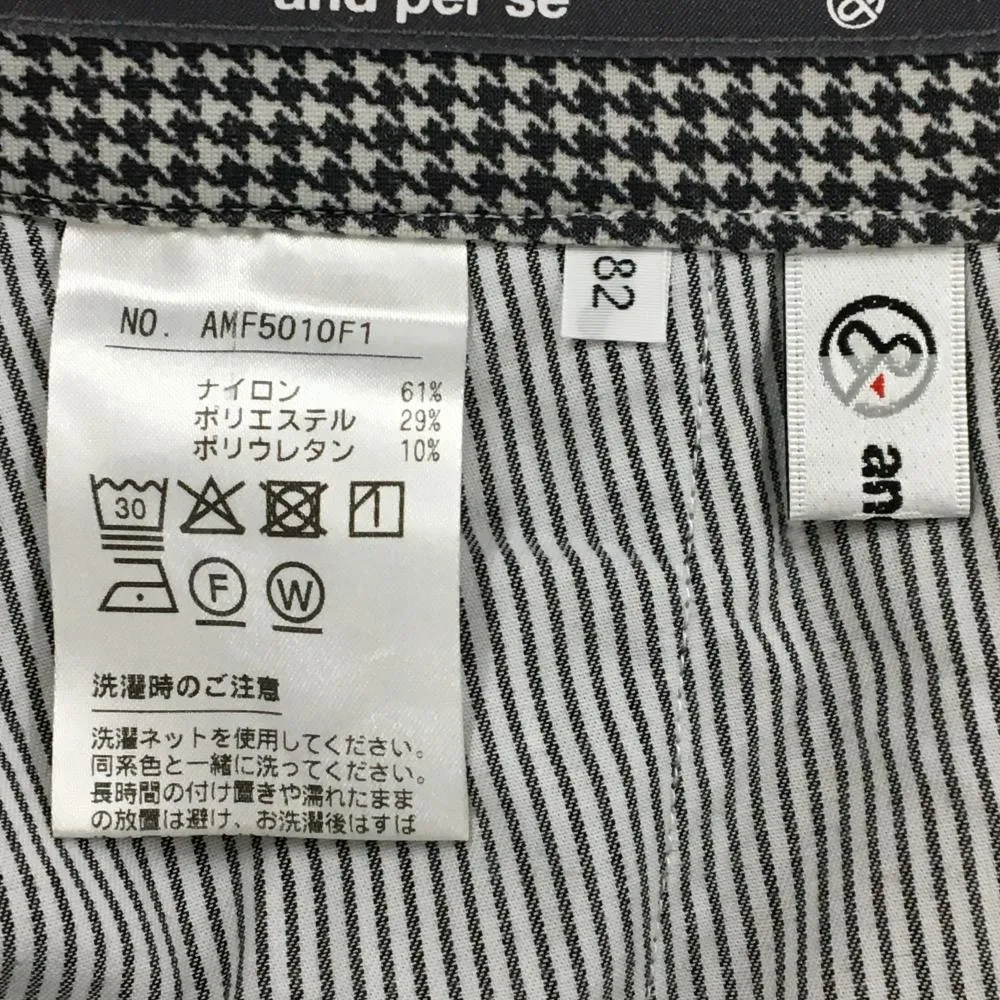 and per se
NO. AMF5010F1
ナイロン 61%
ポリエステル 29%
ポリウレタン 10%
30
F W
洗濯時のご注意
洗濯ネットを使用してください。
同系色と一緒に洗ってください。
長時間の付け置きや濡れたまま
の放置は避け、お洗濯後はすぱ
82
an